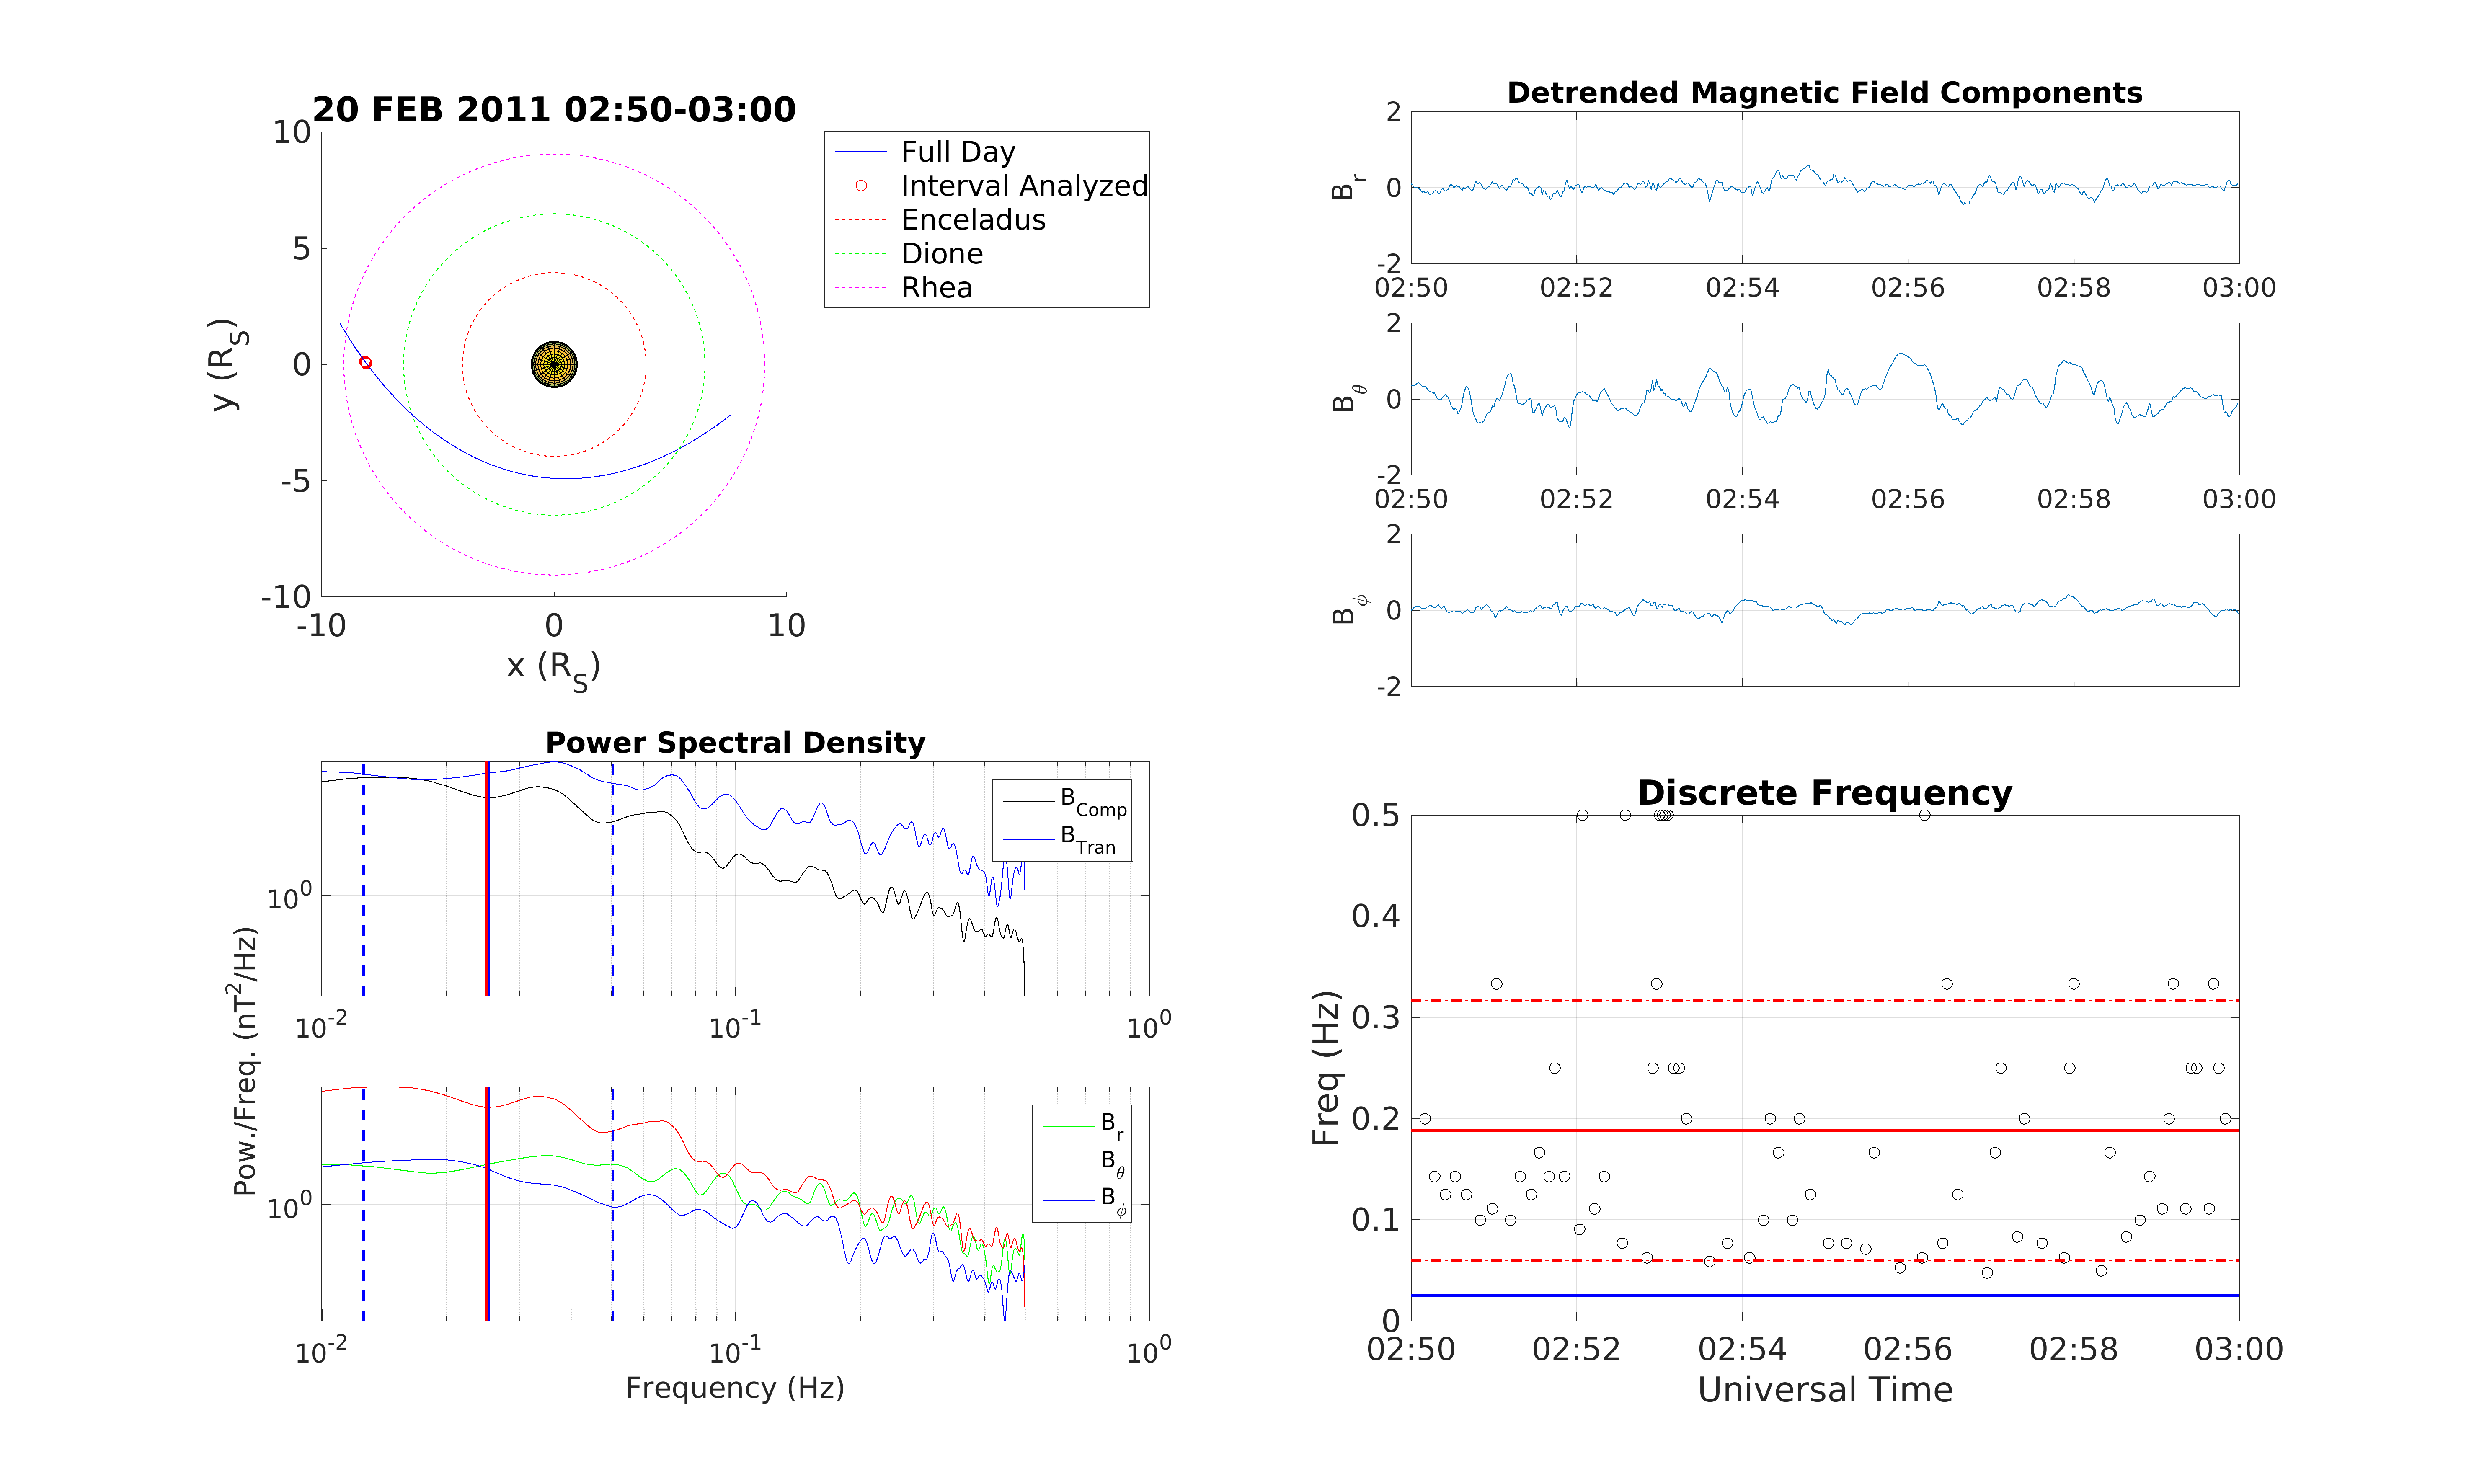 20 FEB 2011 02:50-03:00
10
5
0
-5
-10
y (R_S)
-10 0 10
x (R_S)
Full Day
Interval Analyzed
Enceladus
Dione
Rhea
Detrended Magnetic Field Components
2
0
-2
B_r
02:50 02:52 02:54 02:56 02:58 03:00
2
0
-2
B_θ
02:50 02:52 02:54 02:56 02:58 03:00
2
0
-2
B_ϕ
Power Spectral Density
10^0
B_Comp
B_Tran
10^-2 10^-1 10^0
Pow./Freq. (nT^2/Hz)
10^0
B_r
B_θ
B_ϕ
10^-2 10^-1 10^0
Frequency (Hz)
Discrete Frequency
0.5
0.4
0.3
0.2
0.1
0
Freq (Hz)
02:50 02:52 02:54 02:56 02:58 03:00
Universal Time